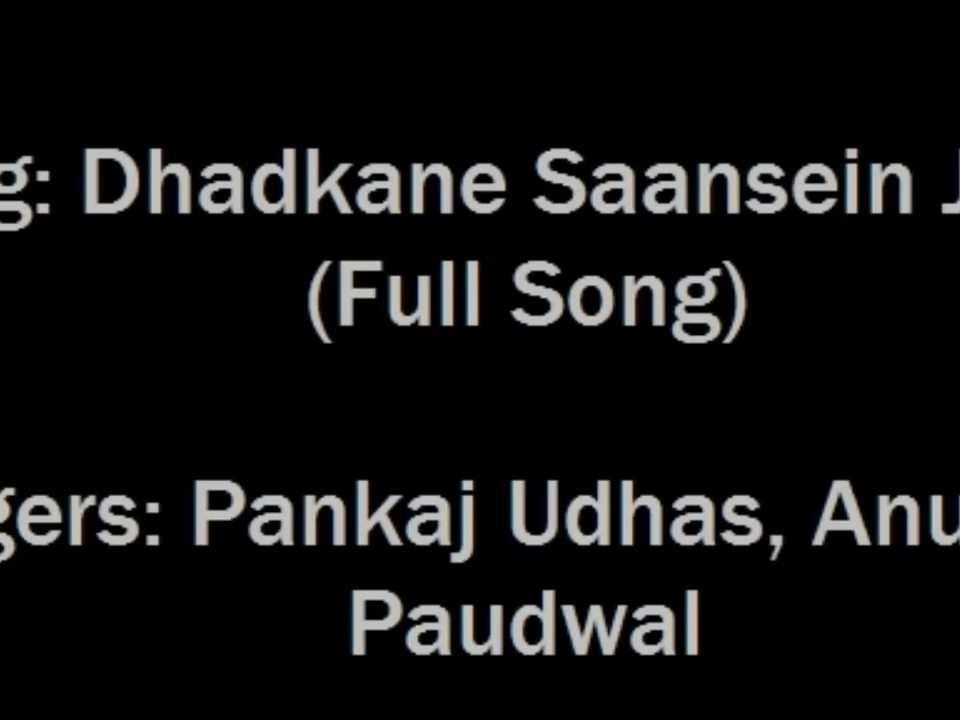 g: Dhadkane Saansein J
(Full Song)
gers: Pankaj Udhas, Anu
Paudwal